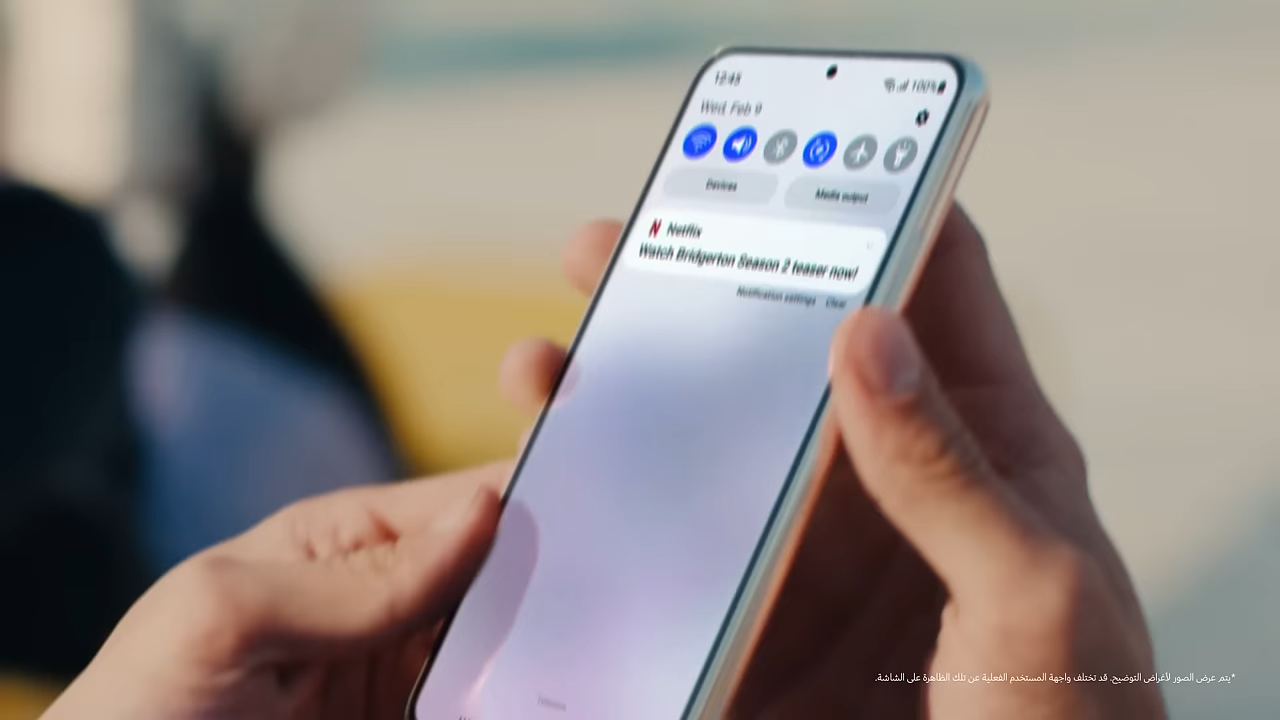 12:45
100%
Wed, Feb 9
Devices
Media output
Netflix
Watch Bridgerton Season 2 teaser now!
Notification settings
Clear
*يتم عرض الصور لأغراض التوضيح. قد تختلف واجهة المستخدم الفعلية عن تلك الظاهرة على الشاشة.